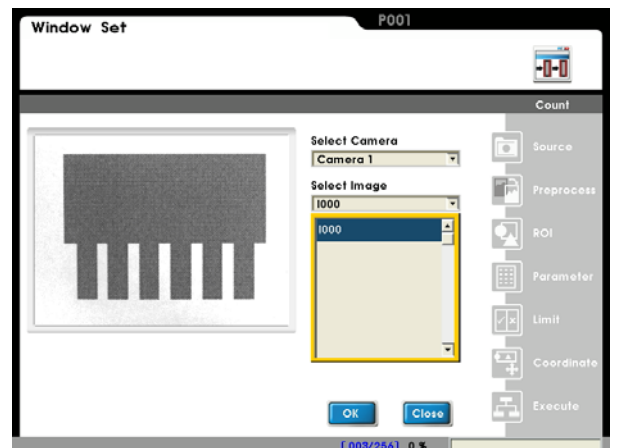 Window Set
P001
Count
Select Camera
Camera 1
Select Image
I000
I000
Source
Preprocess
ROI
Parameter
Limit
Coordinate
Execute
OK
Close
[003/256] 0 %